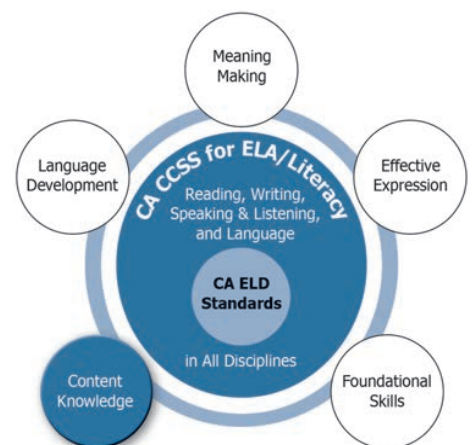 Meaning
Making
Language
Development
Effective
Expression
CA CCSS for ELA/Literacy
Reading, Writing,
Speaking & Listening,
and Language
CA ELD
Standards
in All Disciplines
Content
Knowledge
Foundational
Skills